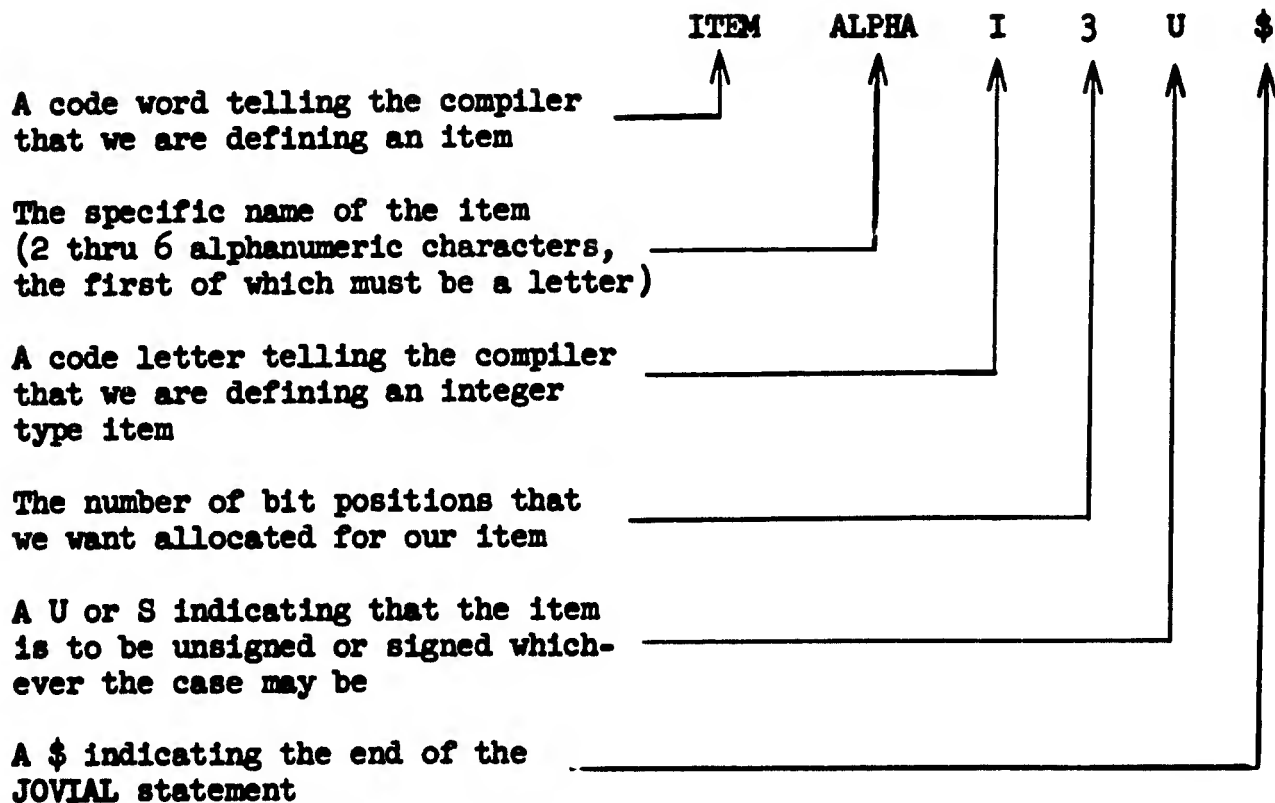 ITEM ALPHA I 3 U $
A code word telling the compiler
that we are defining an item
The specific name of the item
(2 thru 6 alphanumeric characters,
the first of which must be a letter)
A code letter telling the compiler
that we are defining an integer
type item
The number of bit positions that
we want allocated for our item
A U or S indicating that the item
is to be unsigned or signed which-
ever the case may be
A $ indicating the end of the
JOVIAL statement